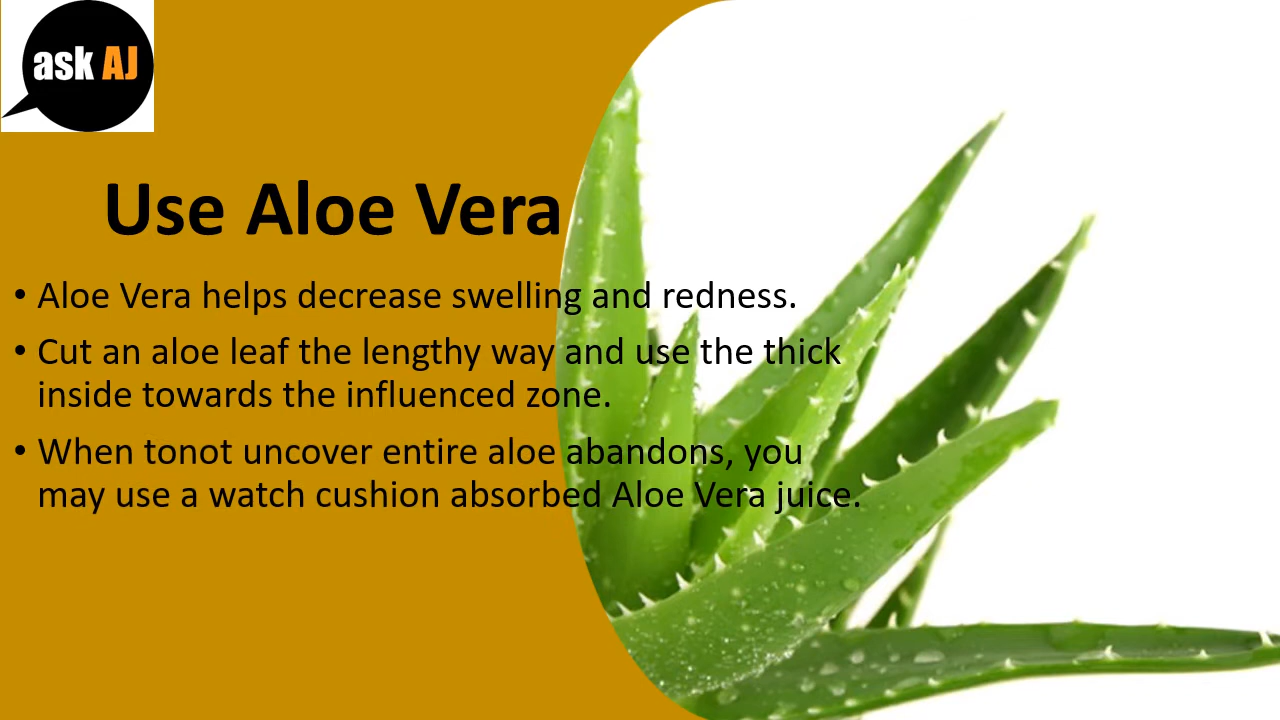 ask AJ
Use Aloe Vera
• Aloe Vera helps decrease swelling and redness.
• Cut an aloe leaf the lengthy way and use the thick
inside towards the influenced zone.
• When tonot uncover entire aloe abandons, you
may use a watch cushion absorbed Aloe Vera juice.